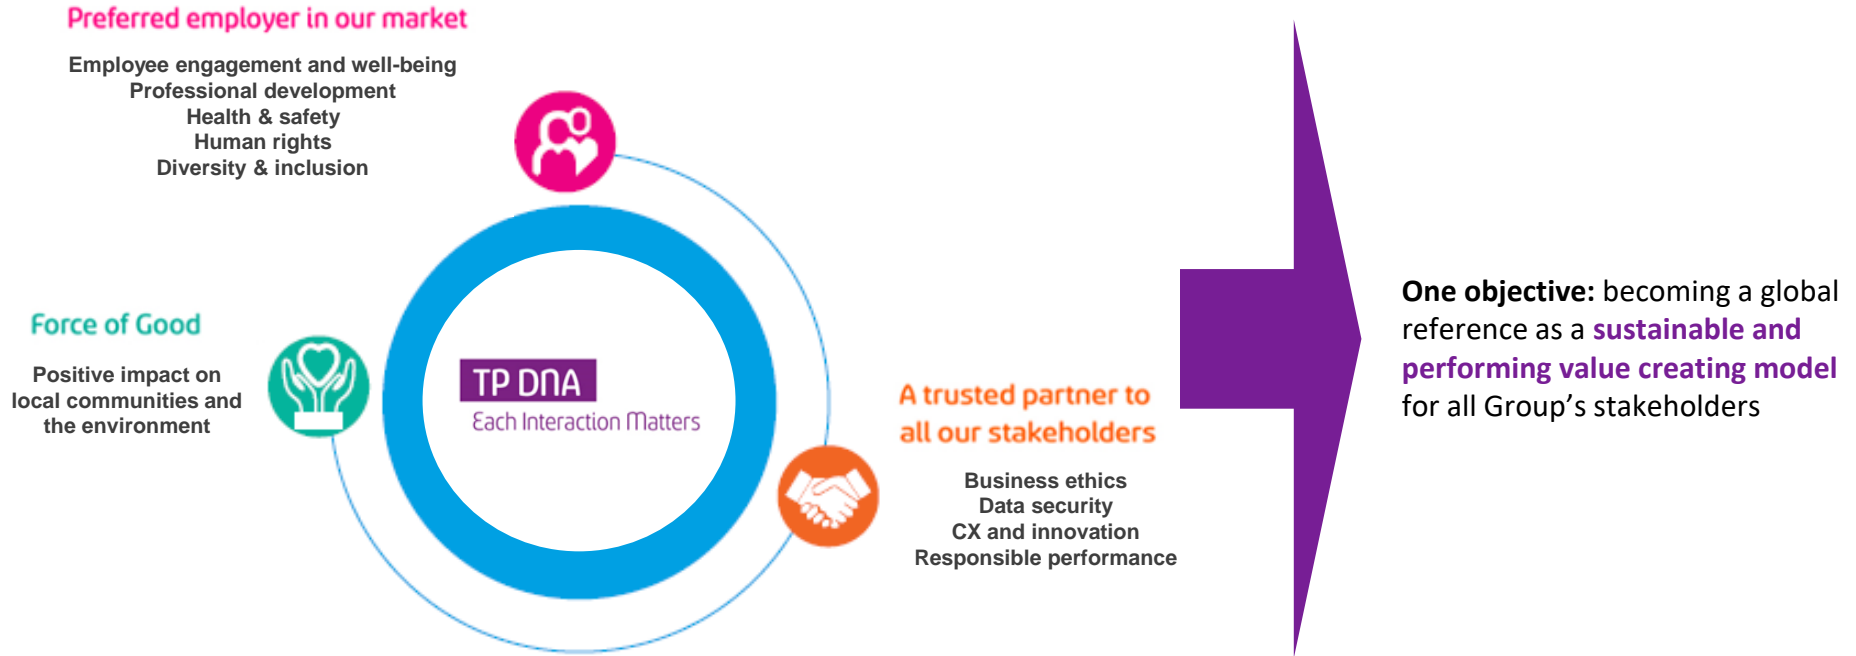 Preferred employer in our market
Employee engagement and well-being
Professional development
Health & safety
Human rights
Diversity & inclusion
Force of Good
Positive impact on
local communities and
the environment
TP DNA
Each Interaction Matters
A trusted partner to
all our stakeholders
Business ethics
Data security
CX and innovation
Responsible performance
One objective: becoming a global
reference as a sustainable and
performing value creating model
for all Group’s stakeholders